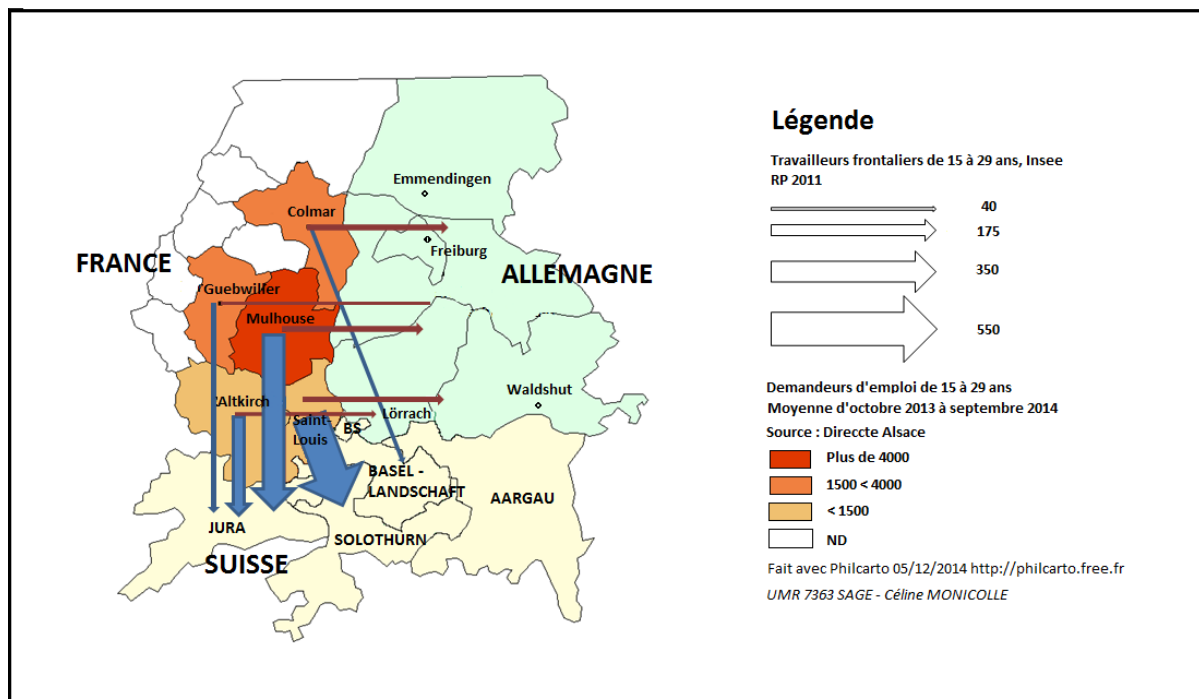 Emmendingen
Colmar
Freiburg
FRANCE
ALLEMAGNE
Guebwiller
Mulhouse
Waldshut
Altkirch
Lörrach
Saint-
Louis
BS
BASEL -
LANDSCHAFT
AARGAU
JURA
SOLOTHURN
SUISSE
Légende
Travailleurs frontaliers de 15 à 29 ans, Insee
RP 2011
40
175
350
550
Demandeurs d'emploi de 15 à 29 ans
Moyenne d'octobre 2013 à septembre 2014
Source : Direccte Alsace
Plus de 4000
1500 < 4000
< 1500
ND
Fait avec Philcarto 05/12/2014 http://philcarto.free.fr
UMR 7363 SAGE - Céline MONICOLLE